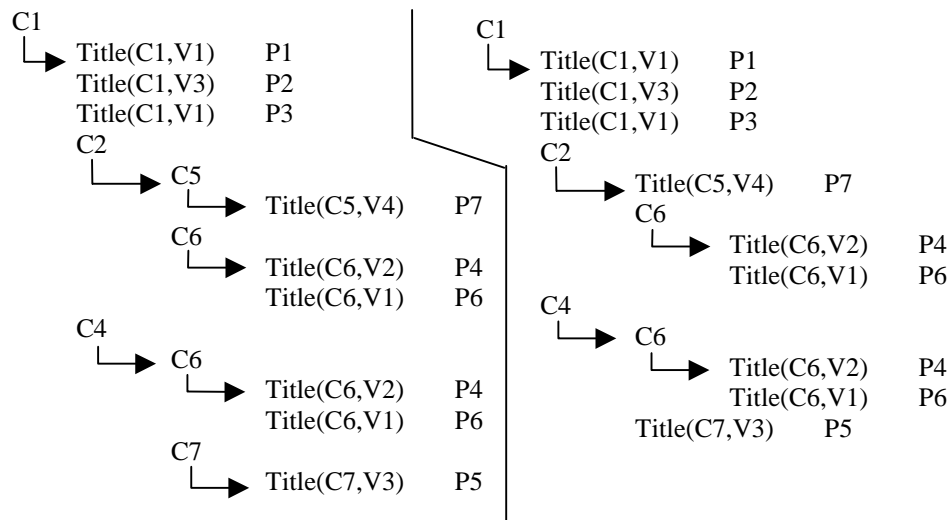 C1
Title(C1,V1) P1
Title(C1,V3) P2
Title(C1,V1) P3
C2
C5
Title(C5,V4) P7
C6
Title(C6,V2) P4
Title(C6,V1) P6
C4
C6
Title(C6,V2) P4
Title(C6,V1) P6
C7
Title(C7,V3) P5
C1
Title(C1,V1) P1
Title(C1,V3) P2
Title(C1,V1) P3
C2
Title(C5,V4) P7
C6
Title(C6,V2) P4
Title(C6,V1) P6
C4
C6
Title(C6,V2) P4
Title(C6,V1) P6
Title(C7,V3) P5